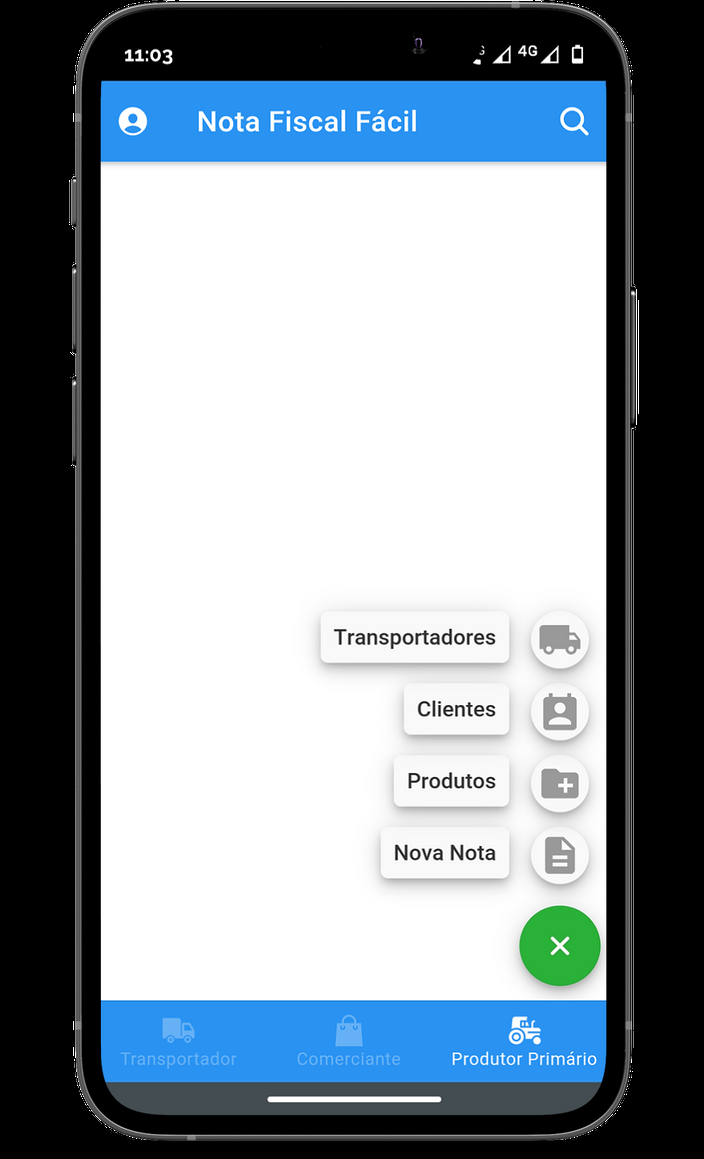 11:03
4G
Nota Fiscal Fácil
Transportadores
Clientes
Produtos
Nova Nota
Transportador
Comerciante
Produtor Primário